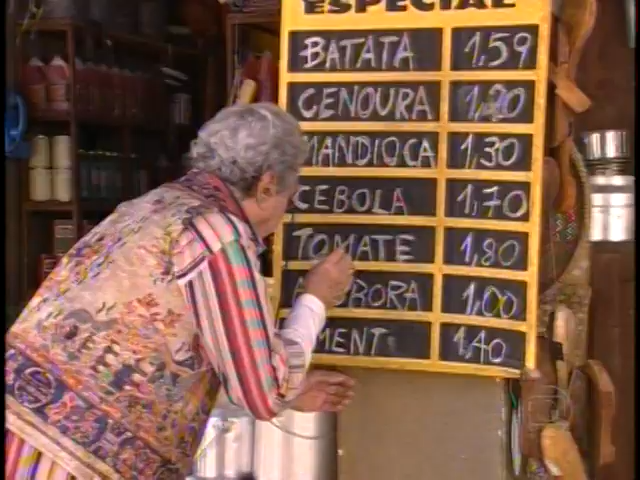 ESPECIAL
BATATA 1,59
CENOURA 1,20
MANDIOCA 1,30
CEBOLA 1,70
TOMATE 1,80
1,00
1,40